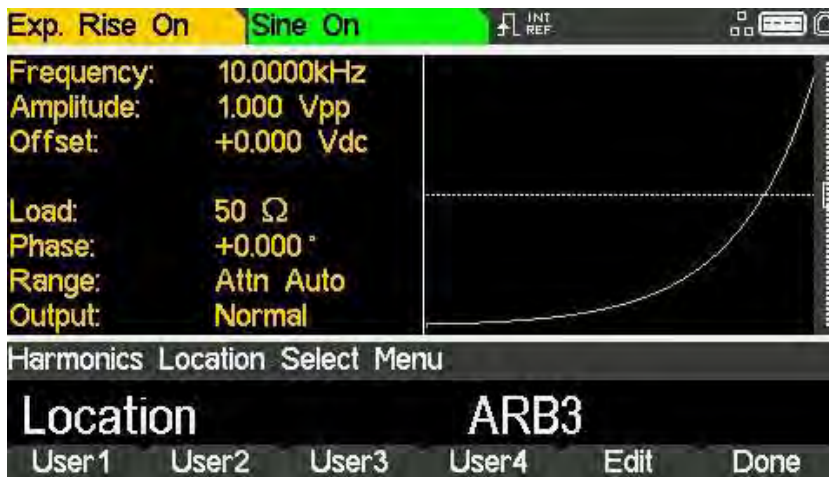 Exp. Rise On Sine On INT REF
Frequency: 10.0000kHz
Amplitude: 1.000 Vpp
Offset: +0.000 Vdc
Load: 50 Ω
Phase: +0.000 °
Range: Attn Auto
Output: Normal
Harmonics Location Select Menu
Location ARB3
User1 User2 User3 User4 Edit Done